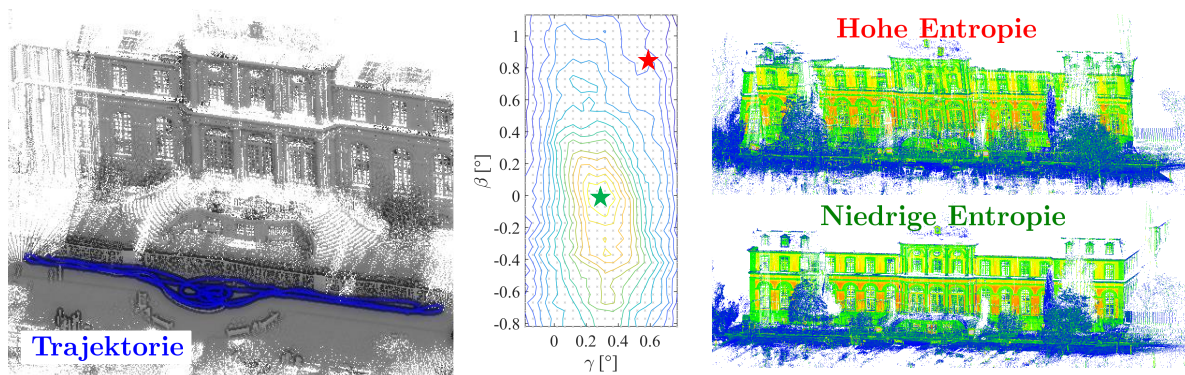 Trajektorie
1
0.8
0.6
0.4
0.2
0
-0.2
-0.4
-0.6
-0.8
β [°]
0 0.2 0.4 0.6
γ [°]
Hohe Entropie
Niedrige Entropie